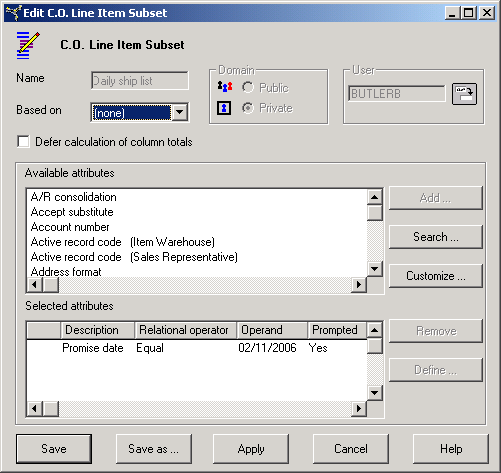 Edit C.O. Line Item Subset
C.O. Line Item Subset
Name
Daily ship list
Domain
Public
Private
User
BUTLERB
Based on
(none)
Defer calculation of column totals
Available attributes
A/R consolidation
Accept substitute
Account number
Active record code (Item Warehouse)
Active record code (Sales Representative)
Address format
Add ...
Search ...
Customize ...
Selected attributes
Description Relational operator Operand Prompted
Promise date Equal 02/11/2006 Yes
Remove
Define ...
Save Save as ... Apply Cancel Help